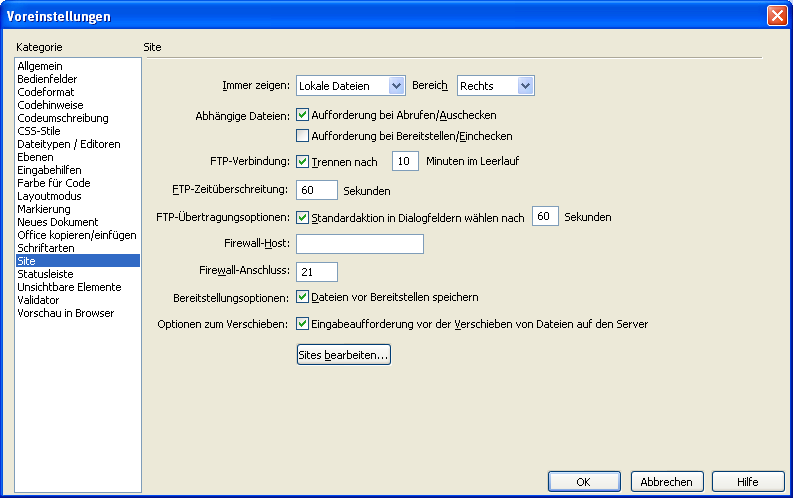 Voreinstellungen
Kategorie
Site
Allgemein
Bedienfelder
Codeformat
Codehinweise
Codeumschreibung
CSS-Stile
Dateitypen / Editoren
Ebenen
Eingabehilfen
Farbe für Code
Layoutmodus
Markierung
Neues Dokument
Office kopieren/einfügen
Schriftarten
Site
Statusleiste
Unsichtbare Elemente
Validator
Vorschau in Browser
Immer zeigen: Lokale Dateien Bereich Rechts
Abhängige Dateien: Aufforderung bei Abrufen/Auschecken
Aufforderung bei Bereitstellen/Einchecken
FTP-Verbindung: Trennen nach 10 Minuten im Leerlauf
FTP-Zeitüberschreitung: 60 Sekunden
FTP-Übertragungsoptionen: Standardaktion in Dialogfeldern wählen nach 60 Sekunden
Firewall-Host:
Firewall-Anschluss: 21
Bereitstellungsoptionen: Dateien vor Bereitstellen speichern
Optionen zum Verschieben: Eingabeaufforderung vor der Verschieben von Dateien auf den Server
Sites bearbeiten...
OK Abbrechen Hilfe